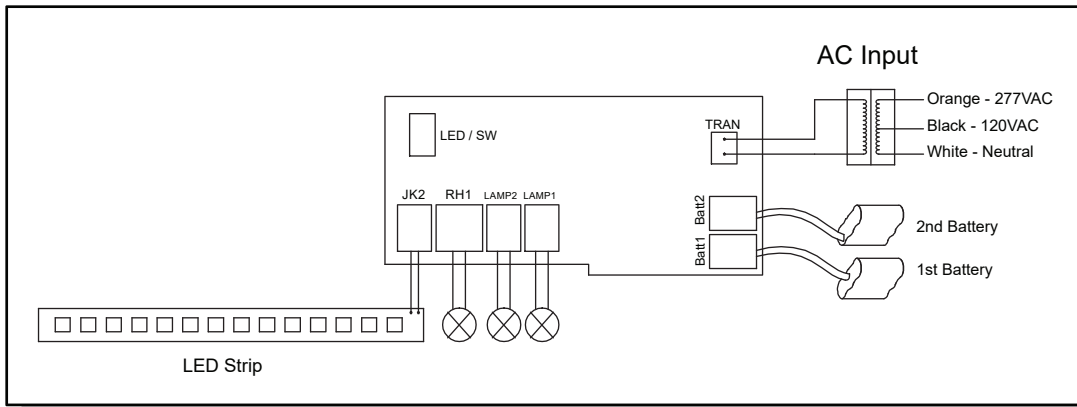 AC Input
Orange - 277VAC
Black - 120VAC
White - Neutral
TRAN
LED / SW
JK2
RH1
LAMP2
LAMP1
Batt2
Batt1
2nd Battery
1st Battery
LED Strip